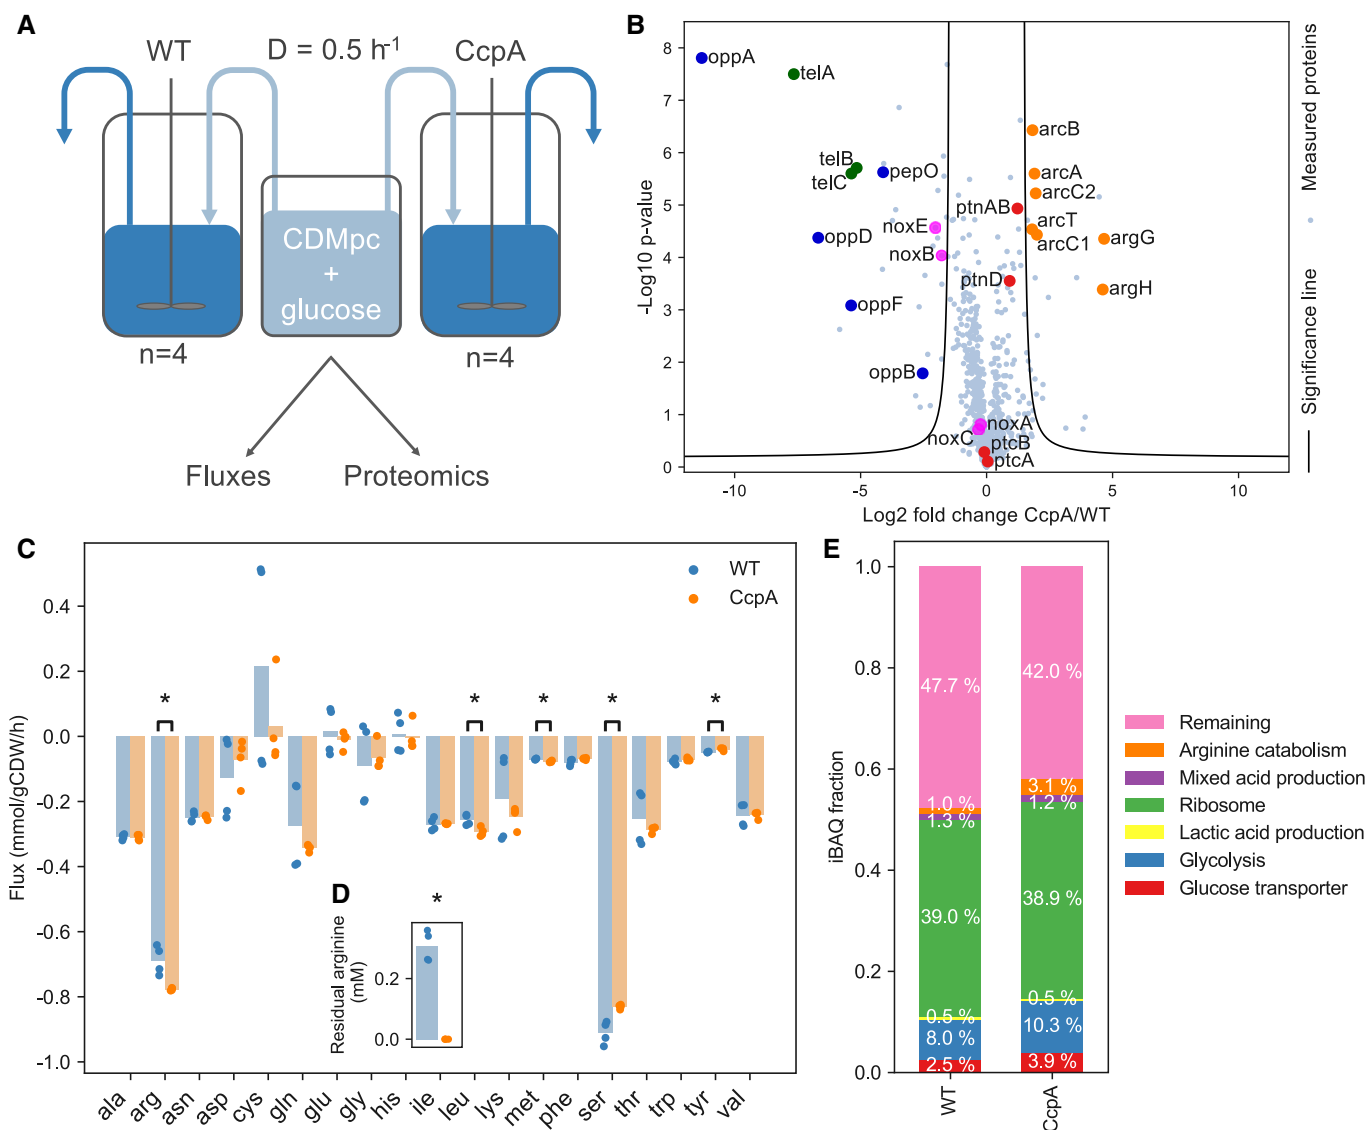 A
WT
D = 0.5 h-1
CcpA
CDMpc
+
glucose
n=4
n=4
Fluxes
Proteomics
B
-Log10 p-value
8
7
6
5
4
3
2
1
0
-10
-5
0
5
10
Log2 fold change CcpA/WT
oppA
telA
telB
telC
pepO
oppD
noxE
noxB
oppF
oppB
ptnAB
ptnD
noxA
noxC
ptcB
ptcA
arcB
arcA
arcC2
arcT
arcC1
argG
argH
Measured proteins
Significance line
C
Flux (mmol/gCDW/h)
0.4
0.2
0.0
-0.2
-0.4
-0.6
-0.8
-1.0
WT
CcpA
*
*
*
*
*
ala
arg
asn
asp
cys
gln
glu
gly
his
ile
leu
lys
met
phe
ser
thr
trp
tyr
val
D
*
Residual arginine
(mM)
0.2
0.0
E
iBAQ fraction
1.0
0.8
0.6
0.4
0.2
0.0
47.7 %
1.0 %
1.3 %
39.0 %
0.5 %
8.0 %
2.5 %
42.0 %
3.1 %
1.2 %
38.9 %
0.5 %
10.3 %
3.9 %
WT
CcpA
Remaining
Arginine catabolism
Mixed acid production
Ribosome
Lactic acid production
Glycolysis
Glucose transporter